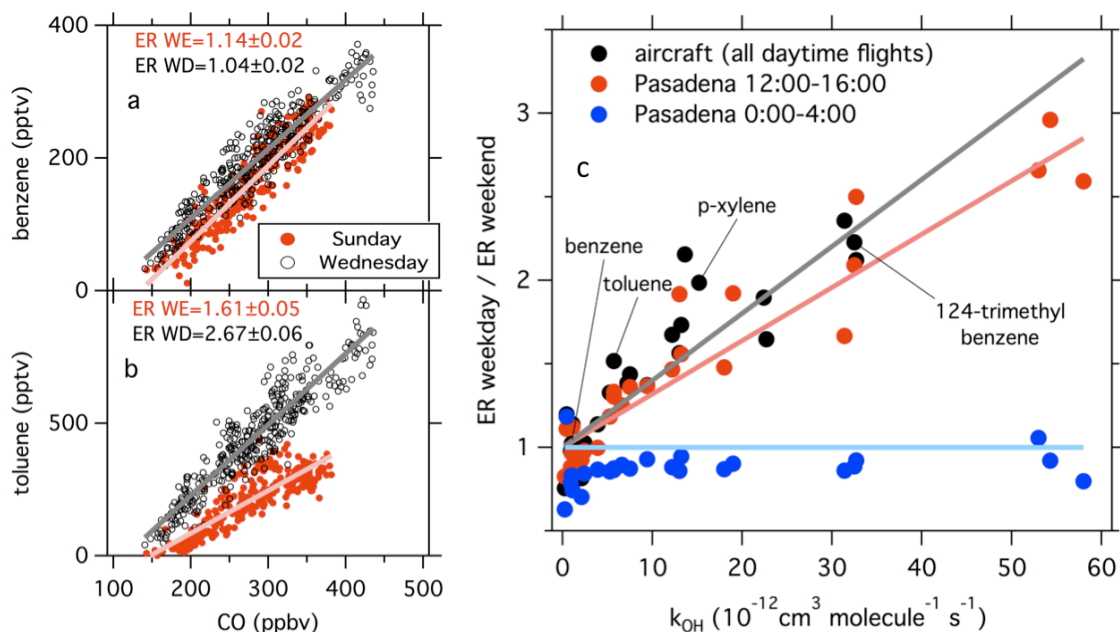 400
ER WE=1.14±0.02
ER WD=1.04±0.02
a
benzene (pptv)
200
Sunday
Wednesday
0
ER WE=1.61±0.05
ER WD=2.67±0.06
b
toluene (pptv)
500
0
100
200
300
400
500
CO (ppbv)
aircraft (all daytime flights)
Pasadena 12:00-16:00
Pasadena 0:00-4:00
c
3
2
1
ER weekday / ER weekend
p-xylene
benzene
toluene
124-trimethyl
benzene
0
10
20
30
40
50
60
kOH (10-12cm3 molecule-1 s-1)